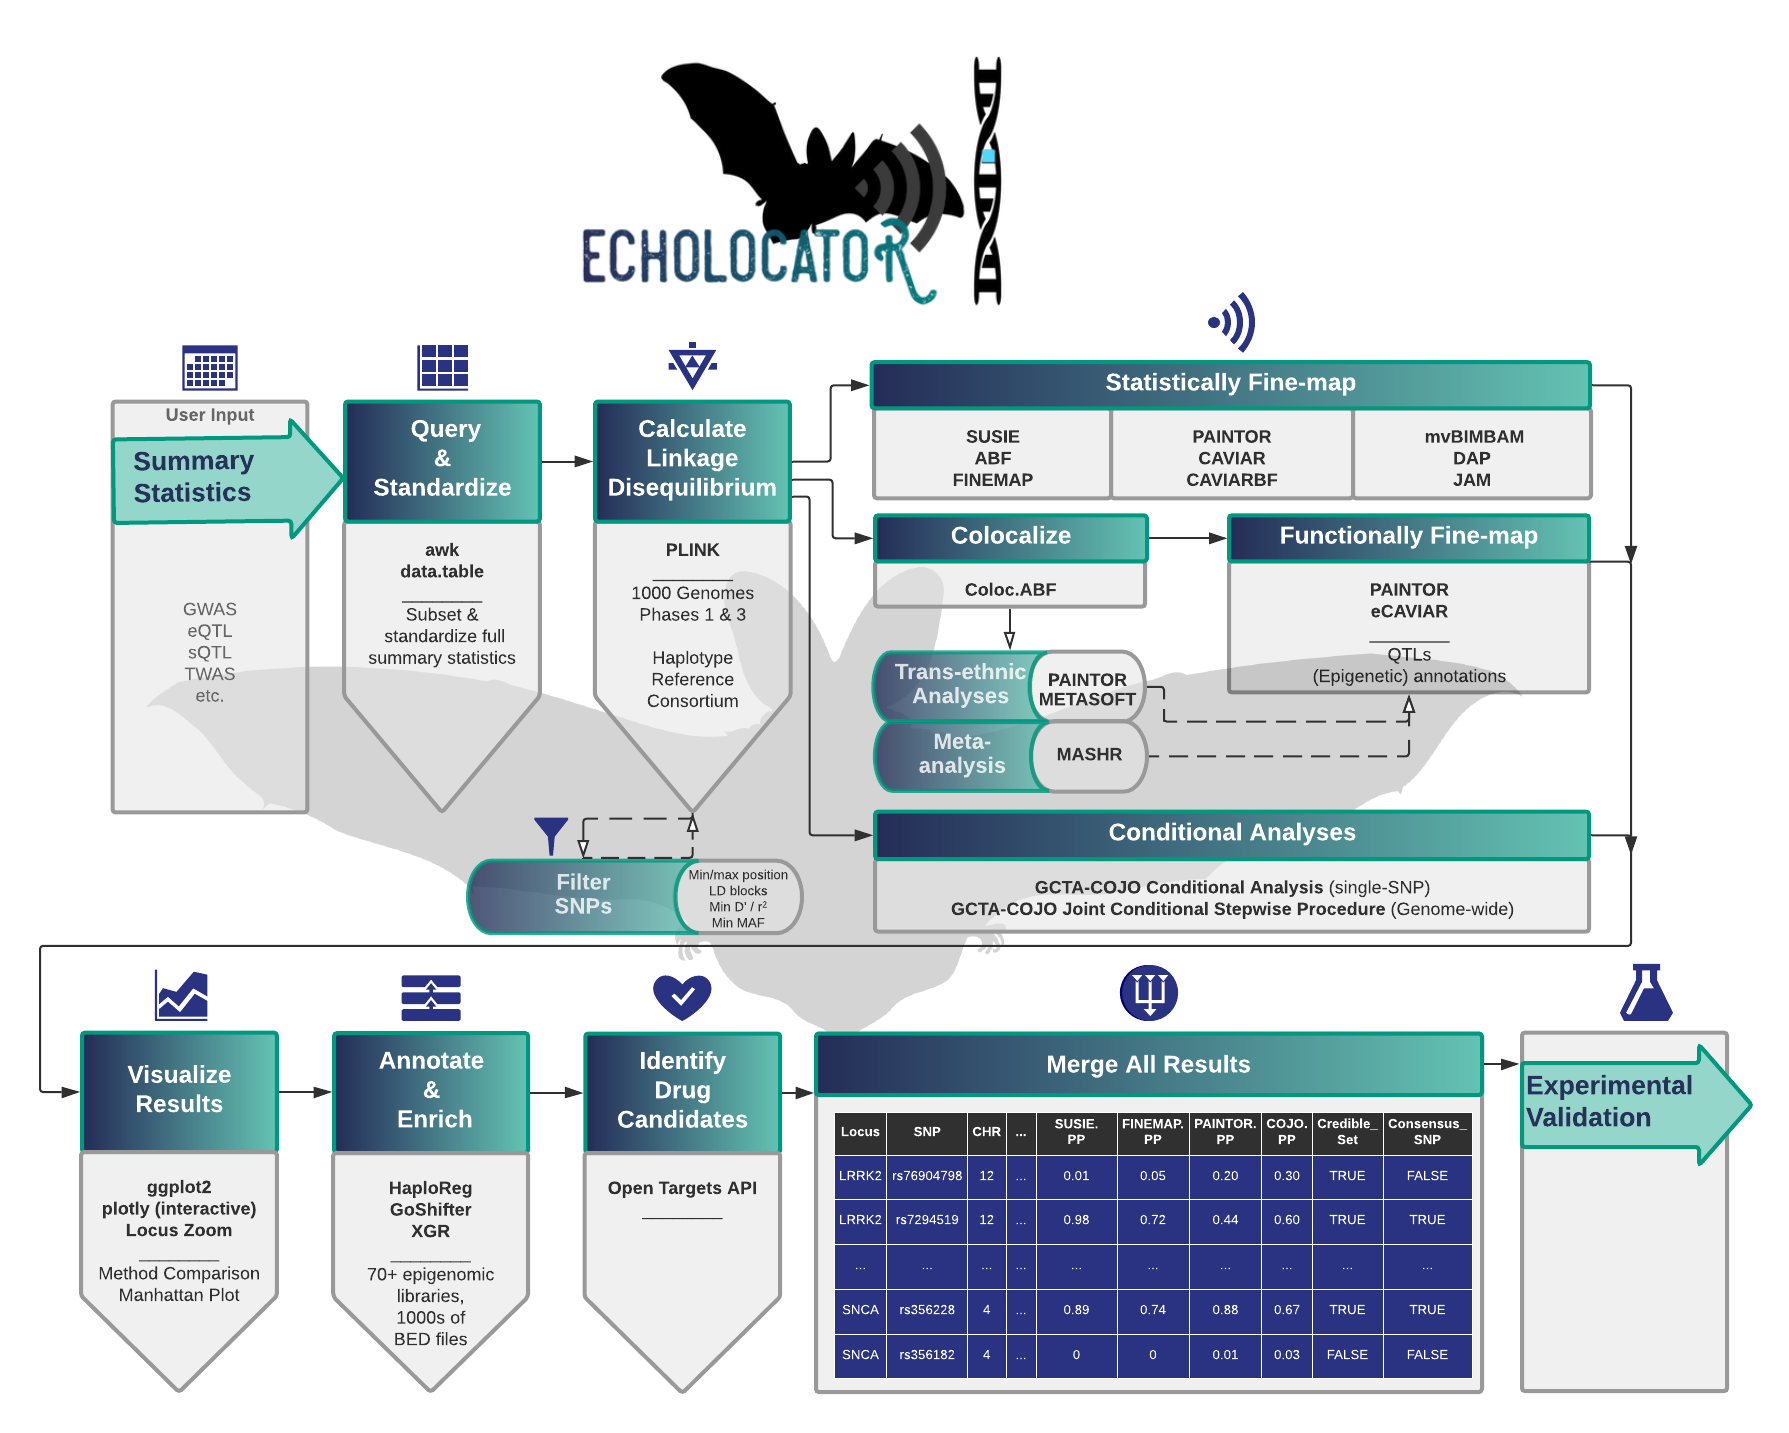 ECHOLOCATOR
User Input
Summary
Statistics
GWAS
eQTL
sQTL
TWAS
etc.
Query
&
Standardize
awk
data.table
Subset &
standardize full
summary statistics
Calculate
Linkage
Disequilibrium
PLINK
1000 Genomes
Phases 1 & 3
Haplotype
Reference
Consortium
Filter
SNPs
Min/max position
LD blocks
Min D' / r²
Min MAF
Statistically Fine-map
SUSIE
ABF
FINEMAP
PAINTOR
CAVIAR
CAVIARBF
mvBIMBAM
DAP
JAM
Colocalize
Coloc.ABF
Functionally Fine-map
PAINTOR
eCAVIAR
QTLs
(Epigenetic) annotations
Trans-ethnic
Analyses
PAINTOR
METASOFT
Meta-
analysis
MASHR
Conditional Analyses
GCTA-COJO Conditional Analysis (single-SNP)
GCTA-COJO Joint Conditional Stepwise Procedure (Genome-wide)
Visualize
Results
ggplot2
plotly (interactive)
Locus Zoom
Method Comparison
Manhattan Plot
Annotate
&
Enrich
HaploReg
GoShifter
XGR
70+ epigenomic
libraries,
1000s of
BED files
Identify
Drug
Candidates
Open Targets API
Merge All Results
Locus SNP CHR ... SUSIE. PP FINEMAP. PP PAINTOR. PP COJO. PP Credible_ Set Consensus_ SNP
LRRK2 rs76904798 12 ... 0.01 0.05 0.20 0.30 TRUE FALSE
LRRK2 rs7294519 12 ... 0.98 0.72 0.44 0.60 TRUE TRUE
... ... ... ... ... ... ... ... ... ...
SNCA rs356228 4 ... 0.89 0.74 0.88 0.67 TRUE TRUE
SNCA rs356182 4 ... 0 0 0.01 0.03 FALSE FALSE
Experimental
Validation